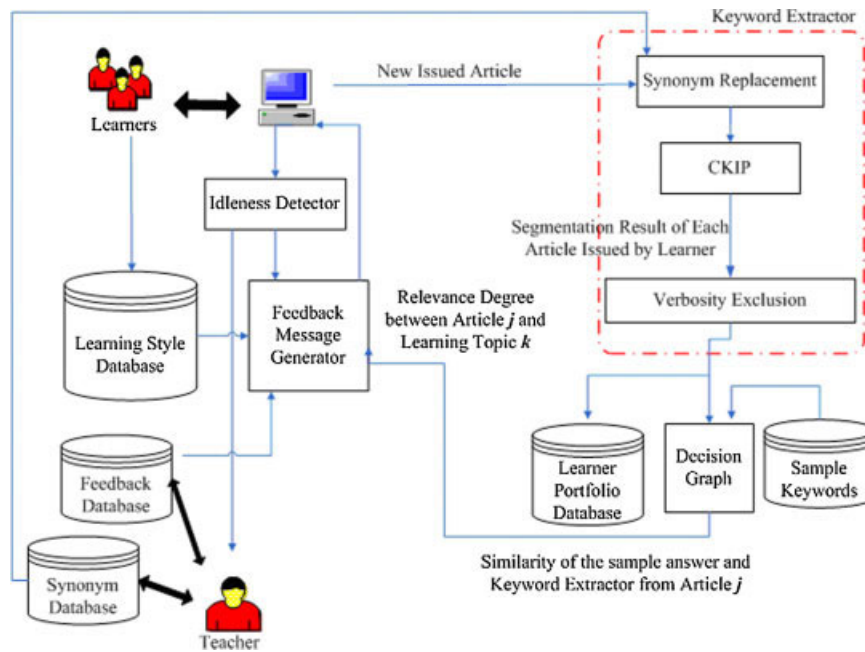 Keyword Extractor
New Issued Article
Synonym Replacement
Learners
CKIP
Idleness Detector
Segmentation Result of Each
Article Issued by Learner
Verbosity Exclusion
Feedback
Message
Generator
Relevance Degree
between Article j and
Learning Topic k
Learning Style
Database
Learner
Portfolio
Database
Decision
Graph
Sample
Keywords
Feedback
Database
Similarity of the sample answer and
Keyword Extractor from Article j
Synonym
Database
Teacher